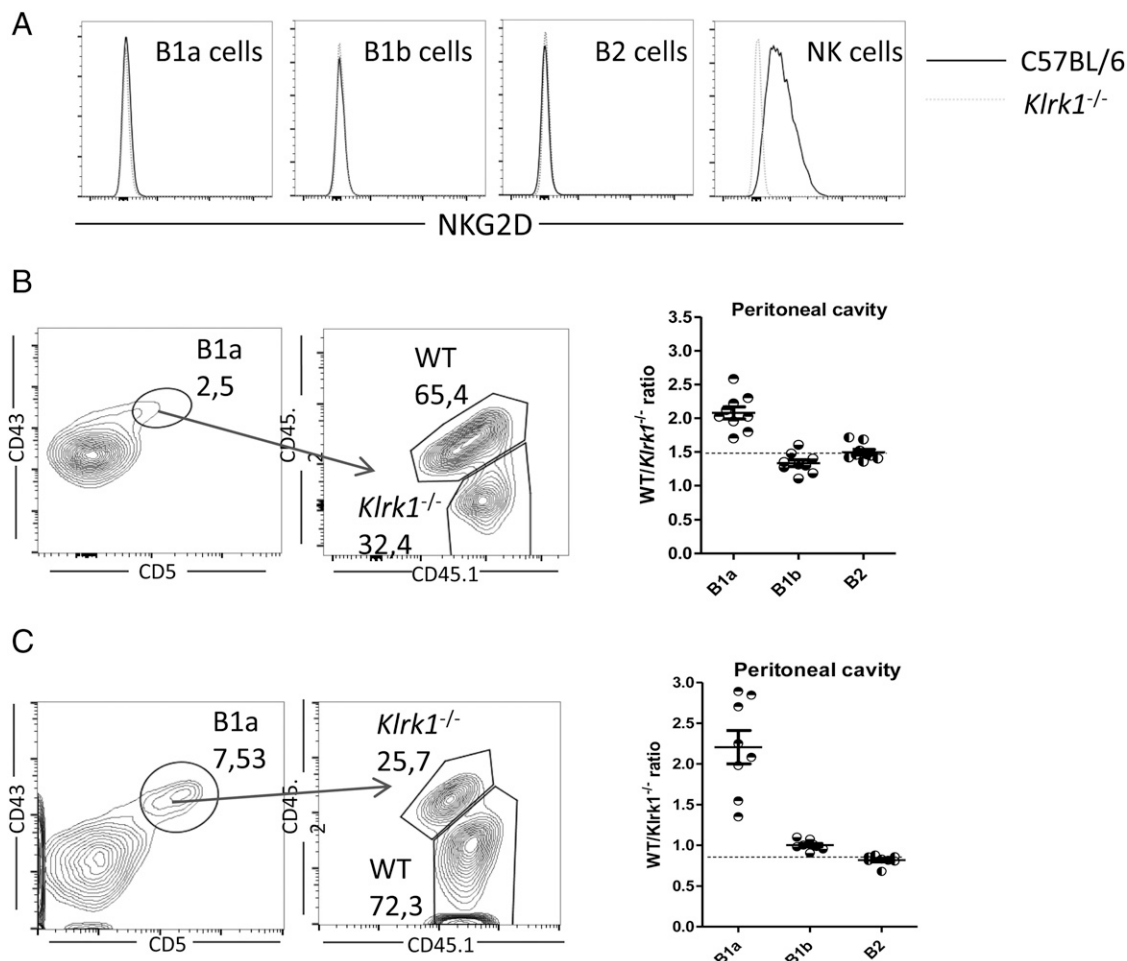 A
B1a cells
B1b cells
B2 cells
NK cells
C57BL/6
Klrk1-/-
NKG2D
B
CD43
B1a
2,5
CD5
CD45.
2
WT
65,4
Klrk1-/-
32,4
CD45.1
Peritoneal cavity
WT/Klrk1-/- ratio
3.5
3.0
2.5
2.0
1.5
1.0
0.5
0.0
B1a
B1b
B2
C
CD43
B1a
7,53
CD5
CD45.
2
Klrk1-/-
25,7
WT
72,3
CD45.1
Peritoneal cavity
WT/Klrk1-/- ratio
3.0
2.5
2.0
1.5
1.0
0.5
0.0
B1a
B1b
B2